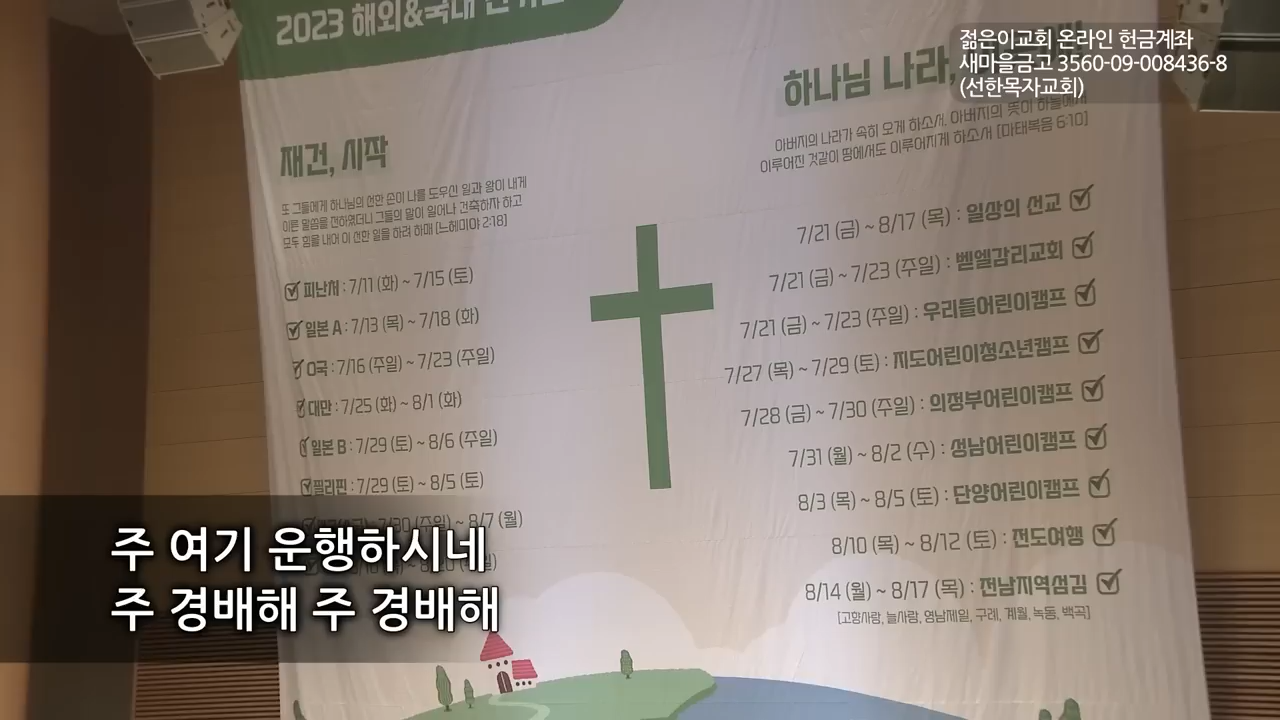 2023 해외&국내
젊은이교회 온라인 헌금계좌
새마을금고 3560-09-008436-8
(선한목자교회)
재건, 시작
또 그들에게 하나님의 선한 손이 나를 도우신 일과 왕이 내게
이른 말씀을 전하였더니 그들의 말이 일어나 건축하자 하고
모두 힘을 내어 이 선한 일을 하려 하매 [느헤미야 2:18]
피난처 : 7/11 (화) ~ 7/15 (토)
일본 A : 7/13 (목) ~ 7/18 (화)
O국 : 7/16 (주일) ~ 7/23 (주일)
대만 : 7/25 (화) ~ 8/1 (화)
일본 B : 7/29 (토) ~ 8/6 (주일)
필리핀 : 7/29 (토) ~ 8/5 (토)
7/30 (주일) ~ 8/7 (월)
하나님 나라,
아버지의 나라가 속히 오게 하소서, 아버지의 뜻이 하늘에서
이루어진 것같이 땅에서도 이루어지게 하소서 [마태복음 6:10]
7/21 (금) ~ 8/17 (목) : 일상의 선교
7/21 (금) ~ 7/23 (주일) : 벧엘감리교회
7/21 (금) ~ 7/23 (주일) : 우리들어린이캠프
7/27 (목) ~ 7/29 (토) : 지도어린이청소년캠프
7/28 (금) ~ 7/30 (주일) : 의정부어린이캠프
7/31 (월) ~ 8/2 (수) : 성남어린이캠프
8/3 (목) ~ 8/5 (토) : 단양어린이캠프
8/10 (목) ~ 8/12 (토) : 전도여행
8/14 (월) ~ 8/17 (목) : 전남지역섬김
[고향사람, 늘사람, 영남제일, 구례, 계월, 녹동, 백곡]
주 여기 운행하시네
주 경배해 주 경배해